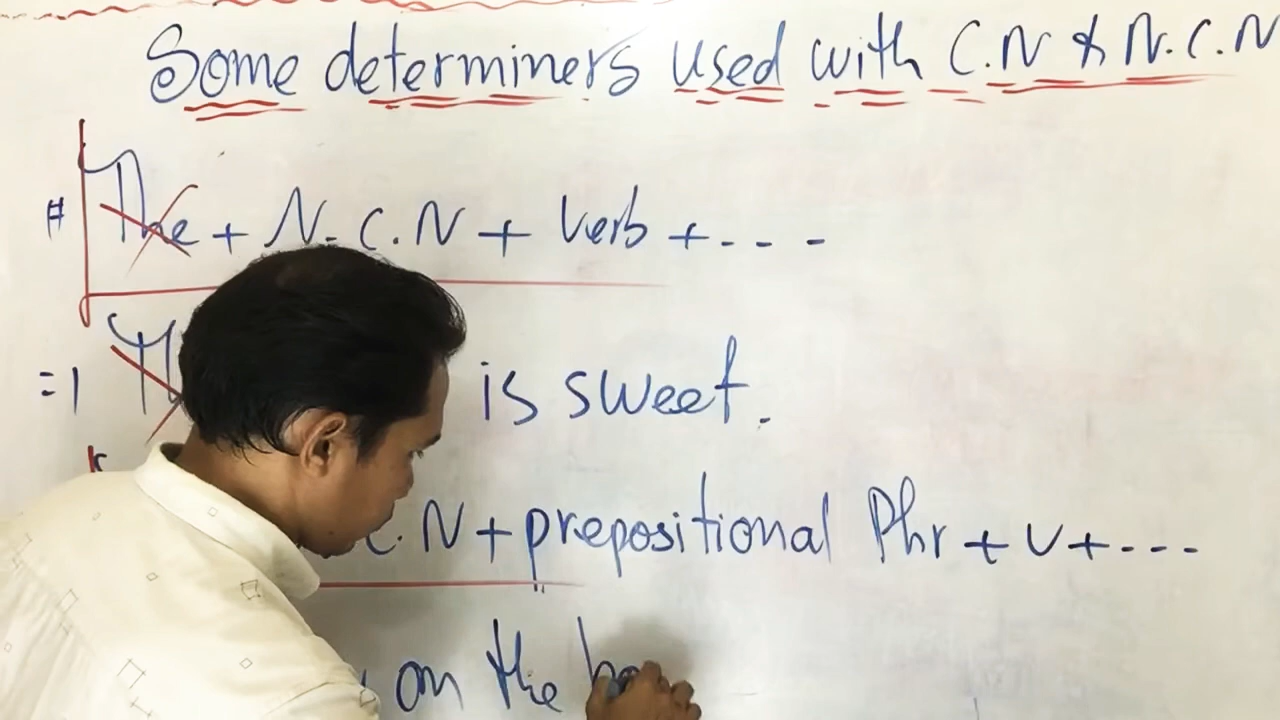 Some determiners used with C.N & N.C.N
# The + N.C.N + Verb + ----
=1 is sweet.
C.N + prepositional Phr + V + ----
on the